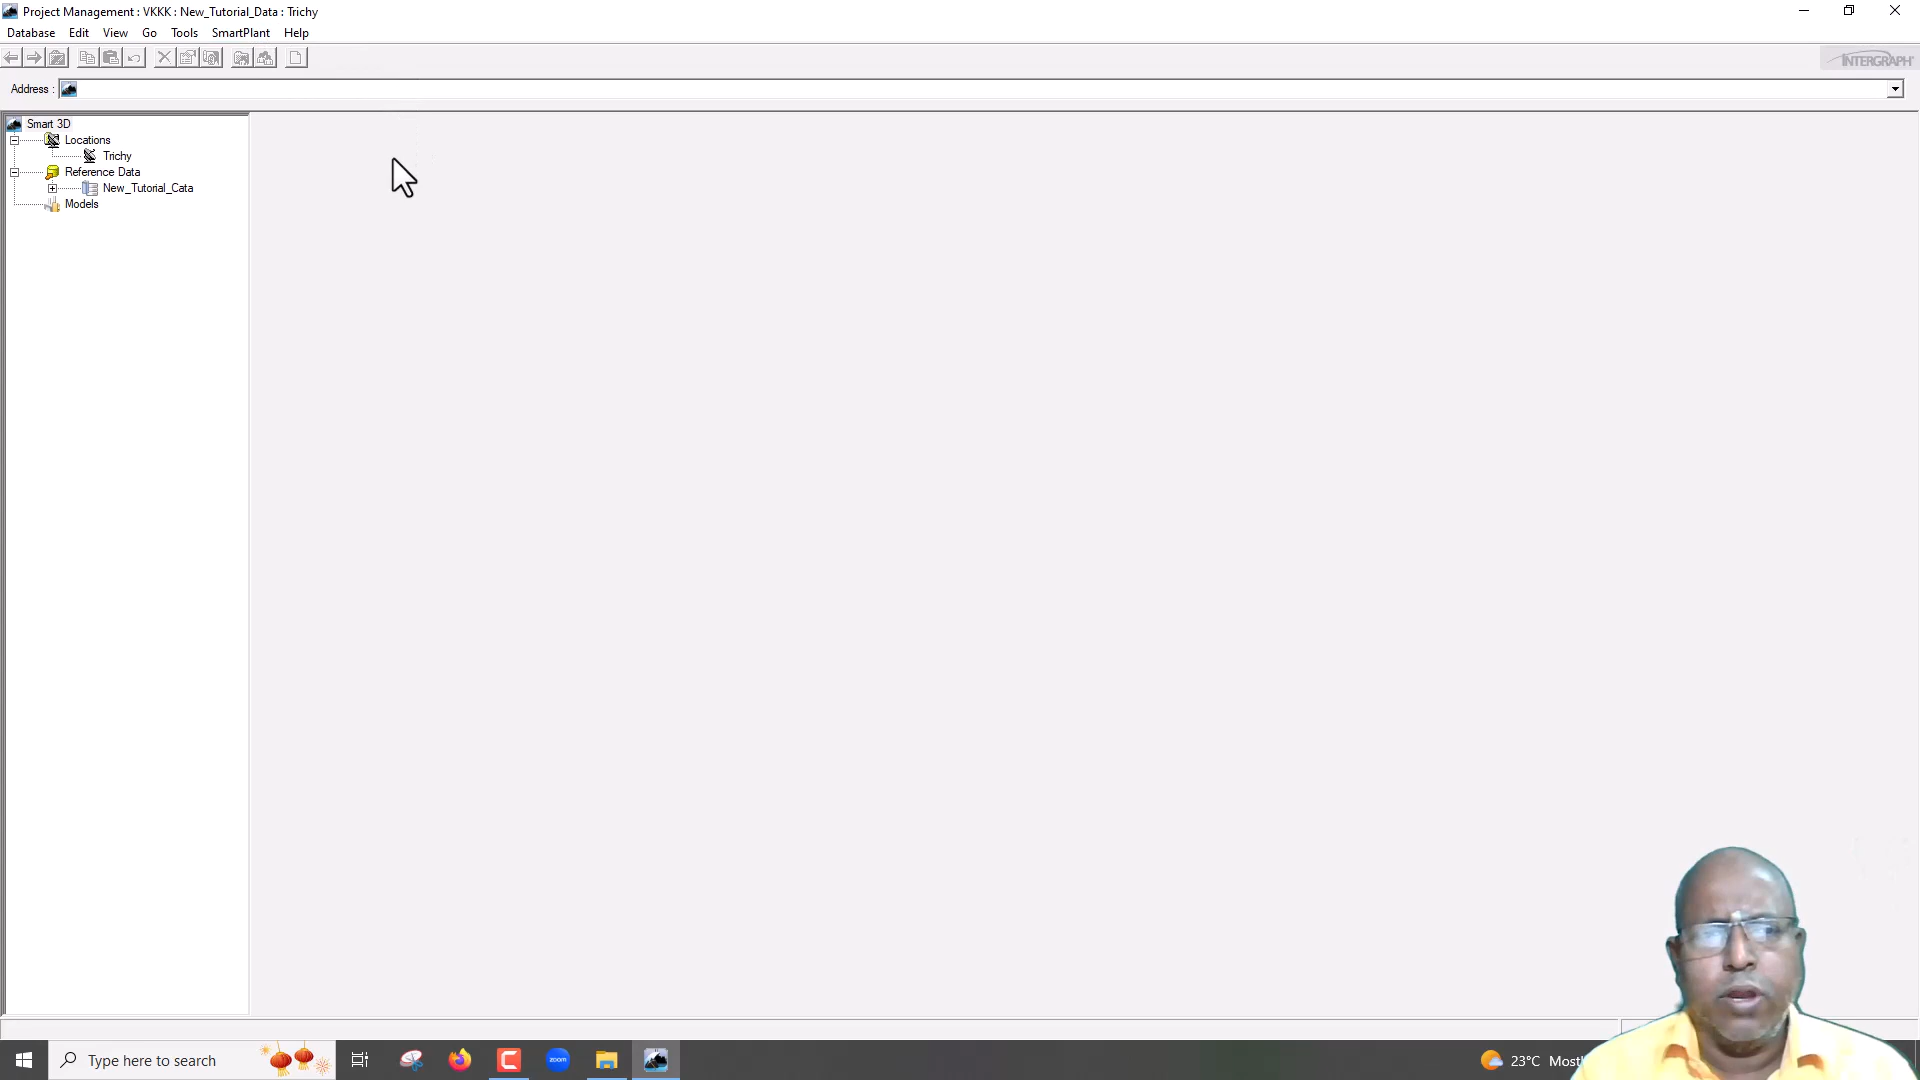 Project Management : VKKK : New_Tutorial_Data : Trichy
Database Edit View Go Tools SmartPlant Help
INTERGRAPH
Address :
Smart 3D
Locations
Trichy
Reference Data
New_Tutorial_Cata
Models
Type here to search
zoom
23°C